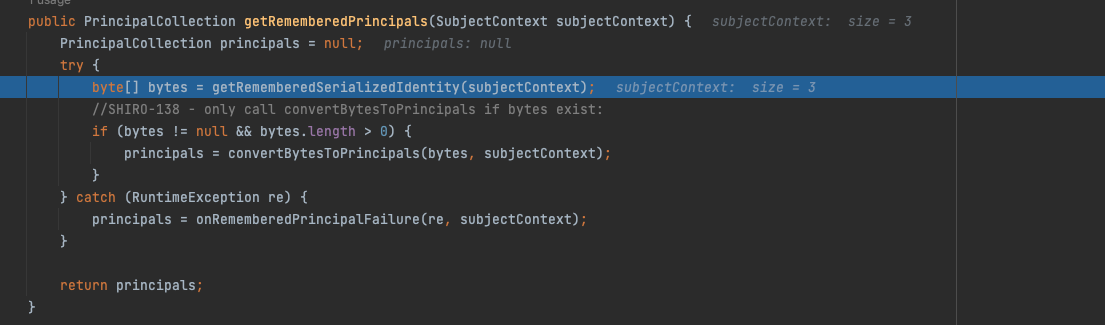 1 usage
public PrincipalCollection getRememberedPrincipals(SubjectContext subjectContext) {   subjectContext:  size = 3
    PrincipalCollection principals = null;   principals: null
    try {
        byte[] bytes = getRememberedSerializedIdentity(subjectContext);   subjectContext:  size = 3
        //SHIRO-138 - only call convertBytesToPrincipals if bytes exist:
        if (bytes != null && bytes.length > 0) {
            principals = convertBytesToPrincipals(bytes, subjectContext);
        }
    } catch (RuntimeException re) {
        principals = onRememberedPrincipalFailure(re, subjectContext);
    }

    return principals;
}